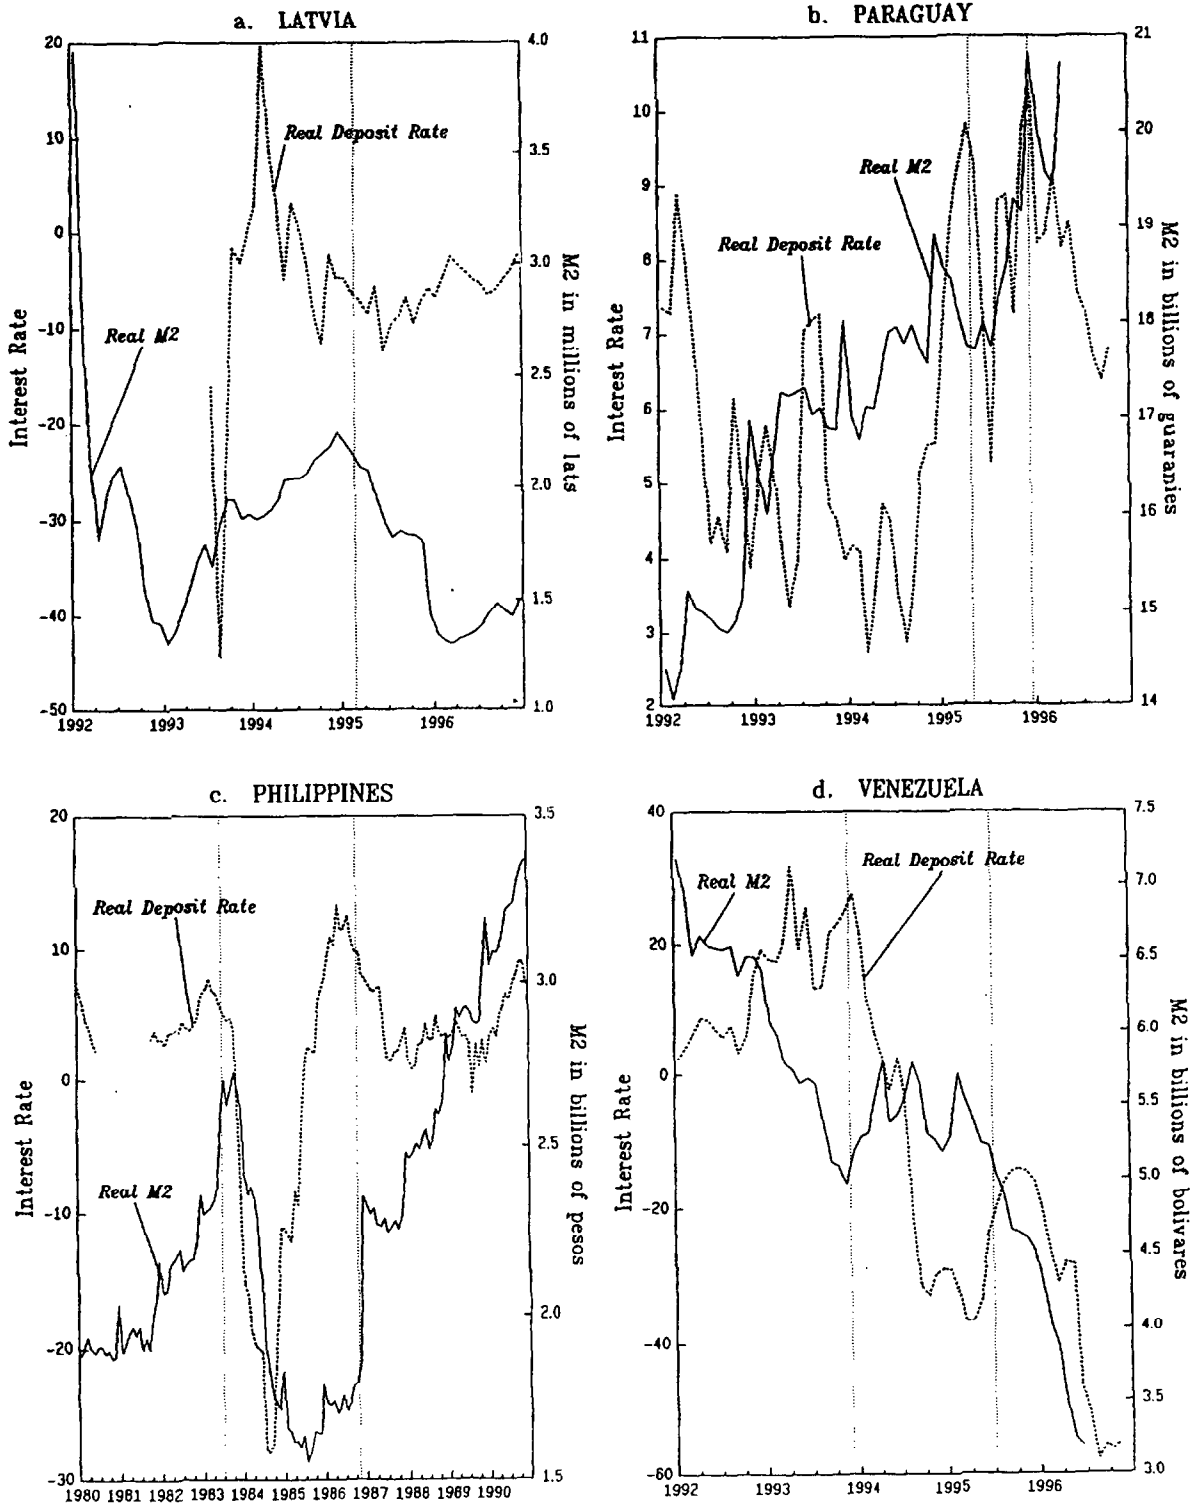 a. LATVIA
20
10
0
-10
-20
-30
-40
-50
Interest Rate
Real Deposit Rate
Real M2
4.0
3.5
3.0
2.5
2.0
1.5
1.0
M2 in millions of lats
1992 1993 1994 1995 1996
b. PARAGUAY
11
10
9
8
7
6
5
4
3
2
Interest Rate
Real M2
Real Deposit Rate
21
20
19
18
17
16
15
14
M2 in billions of guaranies
1992 1993 1994 1995 1996
c. PHILIPPINES
20
10
0
-10
-20
-30
Interest Rate
Real Deposit Rate
Real M2
3.5
3.0
2.5
2.0
1.5
M2 in billions of pesos
1980 1981 1982 1983 1984 1985 1986 1987 1988 1989 1990
d. VENEZUELA
40
20
0
-20
-40
-60
Interest Rate
Real M2
Real Deposit Rate
7.5
7.0
6.5
6.0
5.5
5.0
4.5
4.0
3.5
3.0
M2 in billions of bolivares
1992 1993 1994 1995 1996